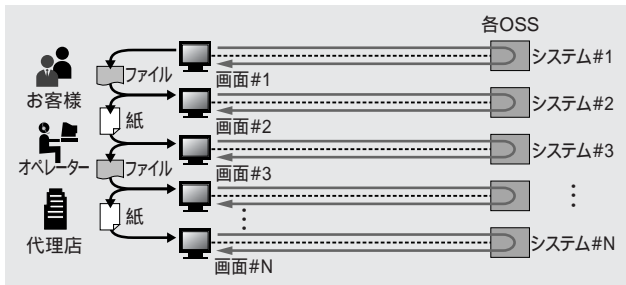 各OSS
システム#1
ファイル
画面#1
お客様
システム#2
紙
画面#2
システム#3
オペレーター
ファイル
画面#3
⋮
紙
⋮
代理店
システム#N
画面#N